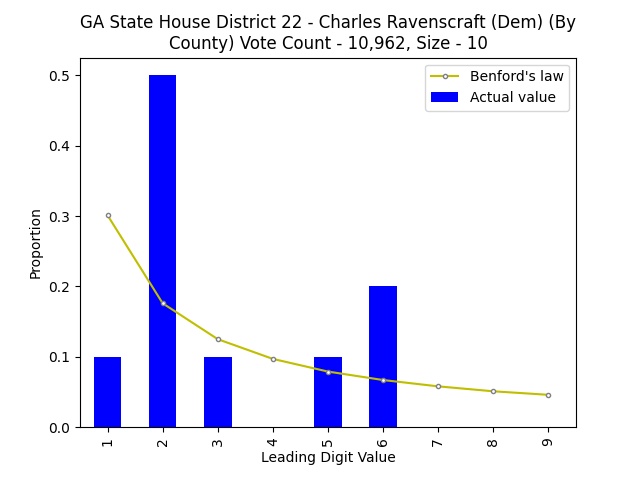 GA State House District 22 - Charles Ravenscraft (Dem) (By
County) Vote Count - 10,962, Size - 10
Benford's law
Actual value
0.5
0.4
0.3
0.2
0.1
0.0
Proportion
1 2 3 4 5 6 7 8 9
Leading Digit Value